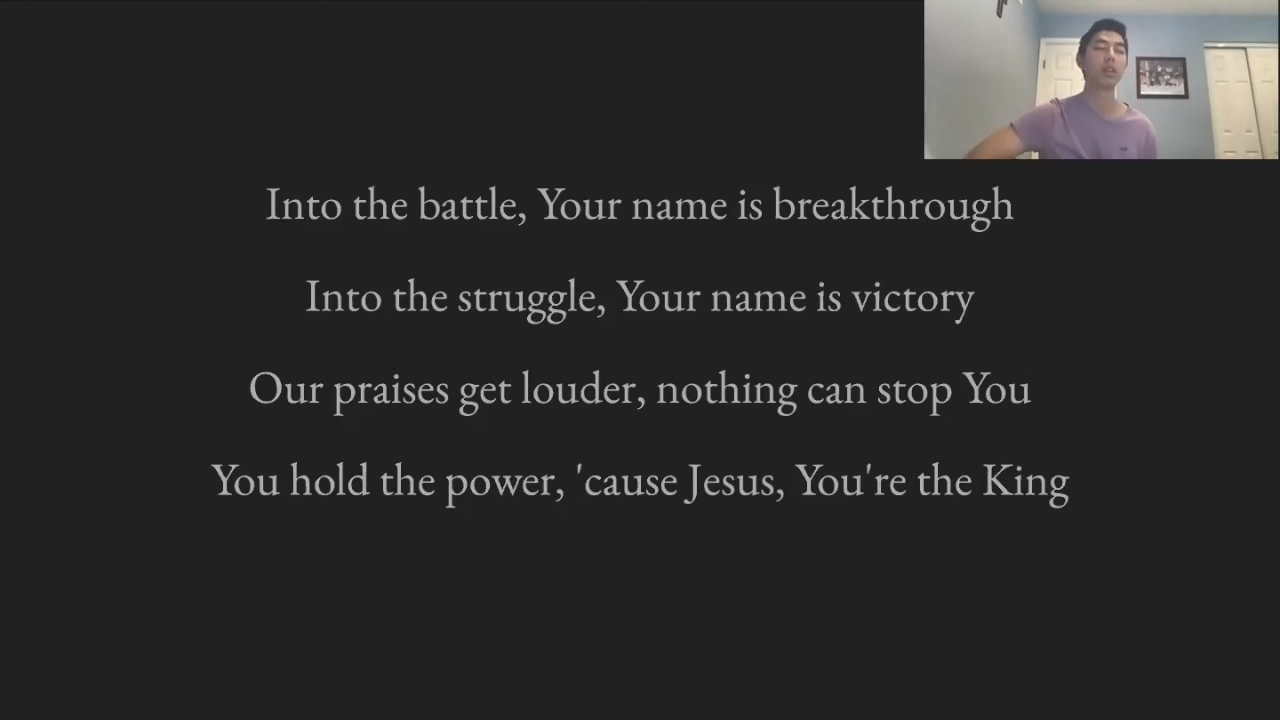 Into the battle, Your name is breakthrough
Into the struggle, Your name is victory
Our praises get louder, nothing can stop You
You hold the power, 'cause Jesus, You're the King